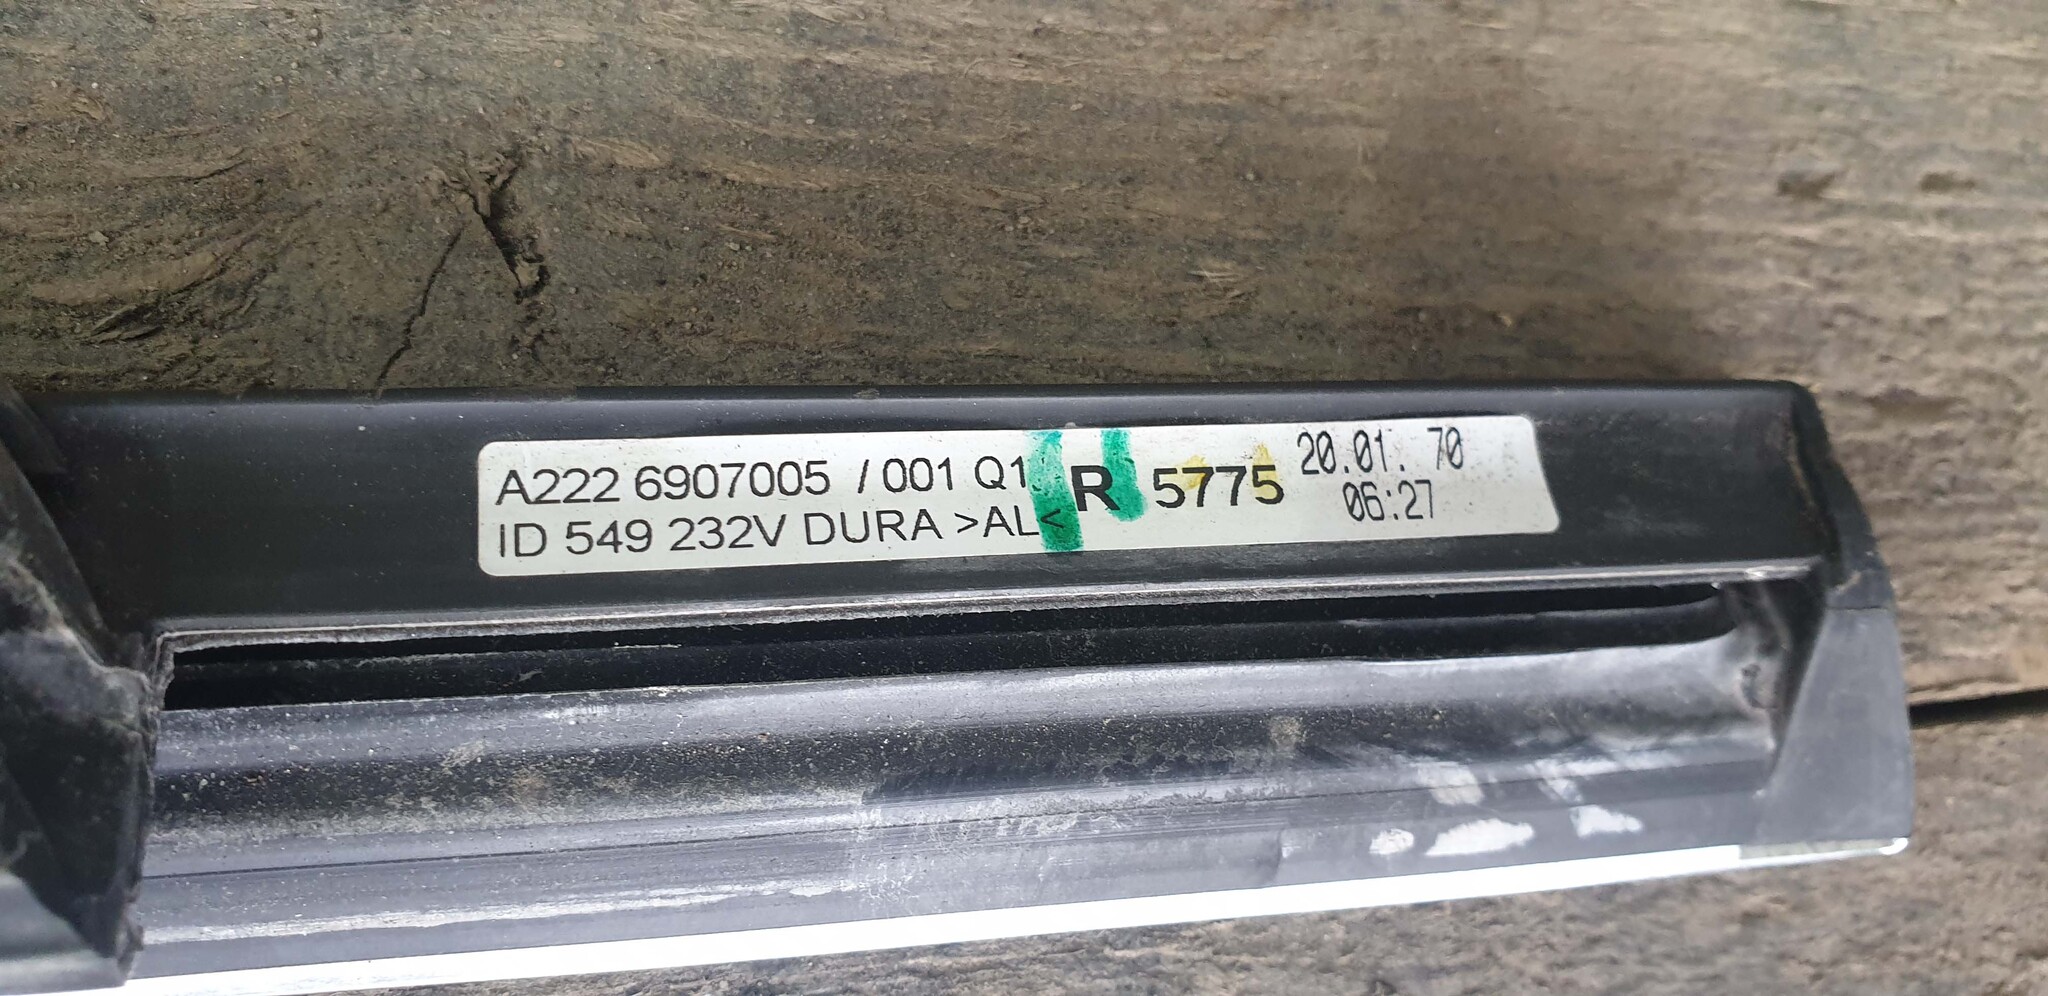 A222 6907005 / 001 Q1 R 5775 20.01. 70
ID 549 232V DURA >AL< 06:27